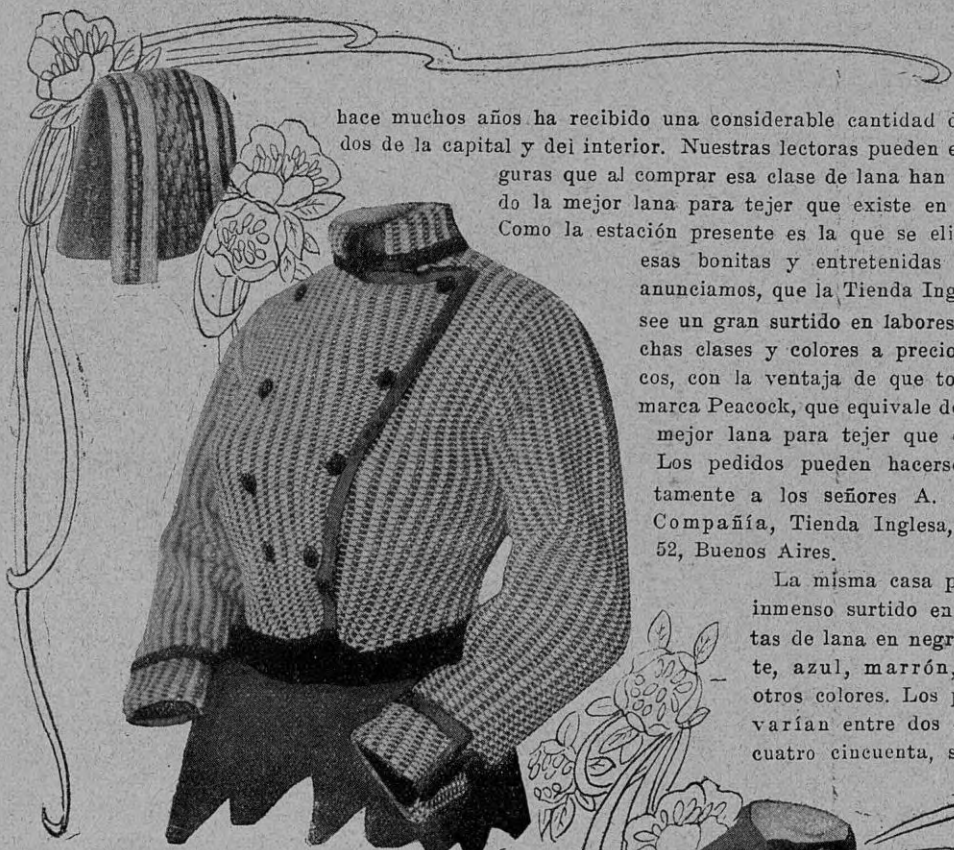 hace muchos años ha recibido una considerable cantidad d
dos de la capital y del interior. Nuestras lectoras pueden e
guras que al comprar esa clase de lana han
do la mejor lana para tejer que existe en
Como la estación presente es la que se eli
esas bonitas y entretenidas
anunciamos, que la Tienda Ing
see un gran surtido en labores
chas clases y colores a precio
cos, con la ventaja de que to
marca Peacock, que equivale d
mejor lana para tejer que
Los pedidos pueden hacers
tamente a los señores A.
Compañía, Tienda Inglesa,
52, Buenos Aires.
La misma casa p
inmenso surtido en
tas de lana en negr
te, azul, marrón,
otros colores. Los p
varían entre dos
cuatro cincuenta, s